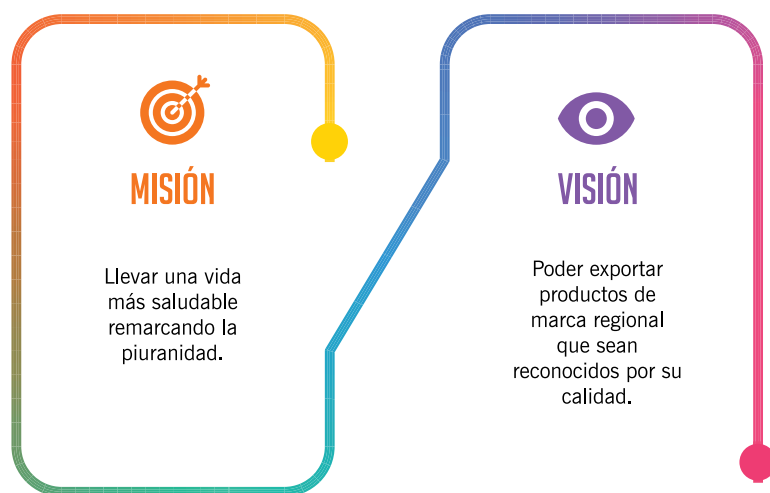 MISIÓN
Llevar una vida
más saludable
remarcando la
piuranidad.
VISIÓN
Poder exportar
productos de
marca regional
que sean
reconocidos por su
calidad.